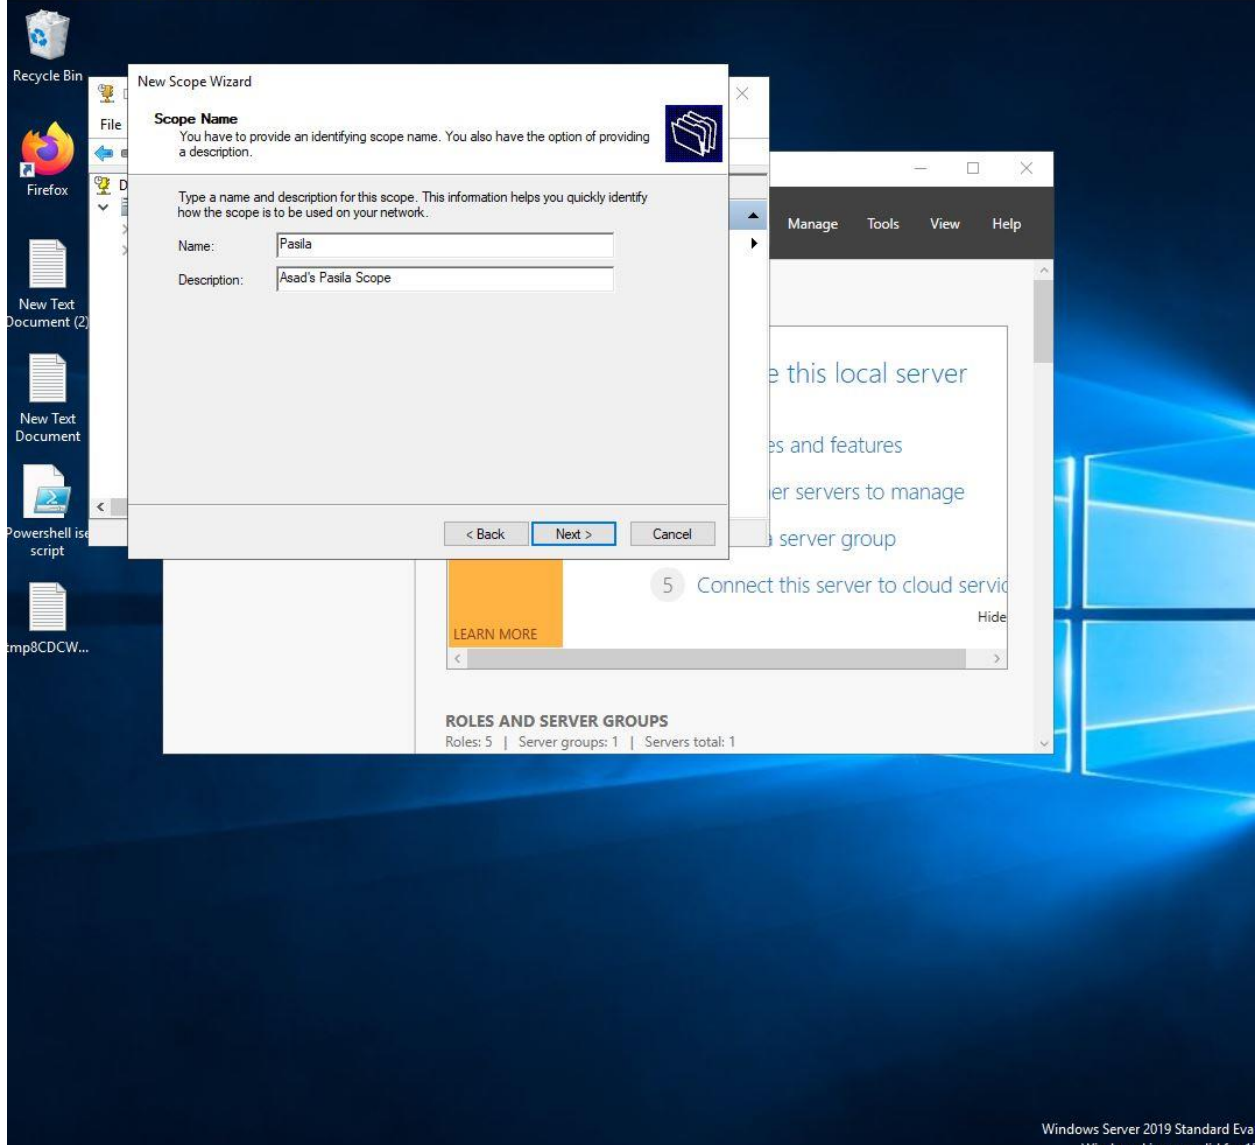 Recycle Bin
Firefox
New Text
Document (2)
New Text
Document
Powershell ise
script
tmp8CDCW...
File
D
New Scope Wizard
Scope Name
You have to provide an identifying scope name. You also have the option of providing
a description.
Type a name and description for this scope. This information helps you quickly identify
how the scope is to be used on your network.
Name: Pasila
Description: Asad's Pasila Scope
< Back Next > Cancel
Manage Tools View Help
e this local server
es and features
er servers to manage
a server group
5 Connect this server to cloud servic
Hide
LEARN MORE
ROLES AND SERVER GROUPS
Roles: 5 | Server groups: 1 | Servers total: 1
Windows Server 2019 Standard Eva